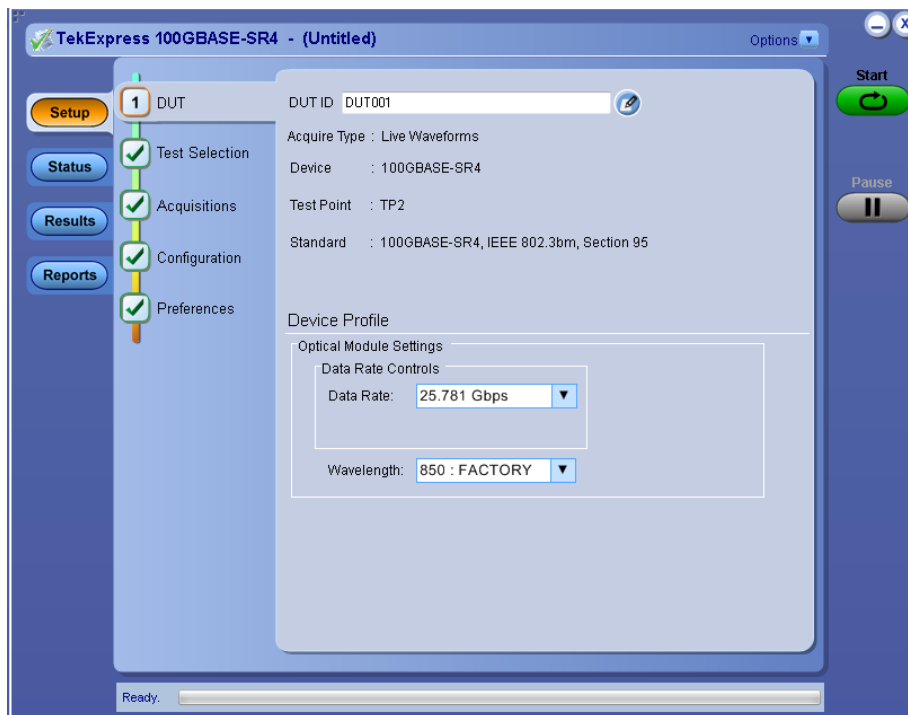 TekExpress 100GBASE-SR4 - (Untitled)
Options
Start
Pause
Setup
Status
Results
Reports
1 DUT
Test Selection
Acquisitions
Configuration
Preferences
DUT ID DUT001
Acquire Type : Live Waveforms
Device : 100GBASE-SR4
Test Point : TP2
Standard : 100GBASE-SR4, IEEE 802.3bm, Section 95
Device Profile
Optical Module Settings
Data Rate Controls
Data Rate: 25.781 Gbps
Wavelength: 850 : FACTORY
Ready.